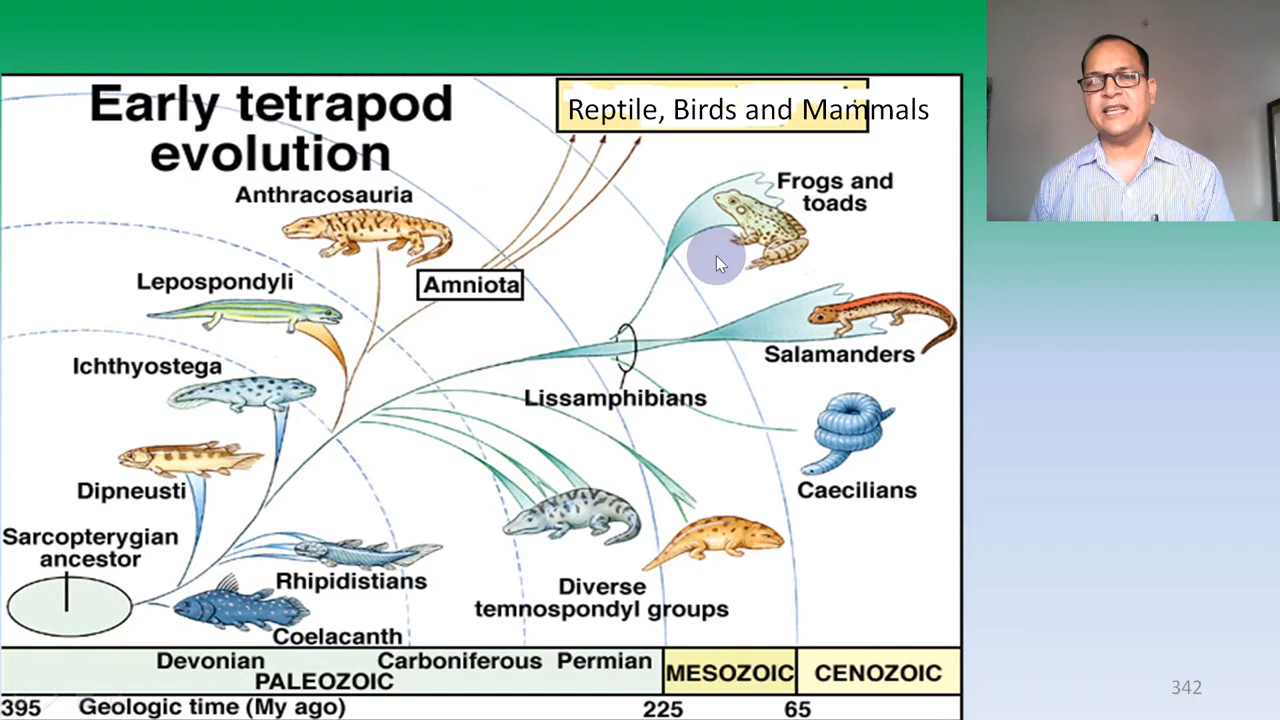 Early tetrapod
evolution
Reptile, Birds and Mammals
Anthracosauria
Frogs and
toads
Lepospondyli
Amniota
Ichthyostega
Salamanders
Lissamphibians
Dipneusti
Caecilians
Sarcopterygian
ancestor
Rhipidistians
Diverse
temnospondyl groups
Coelacanth
Devonian
Carboniferous
Permian
PALEOZOIC
MESOZOIC
CENOZOIC
395
Geologic time (My ago)
225
65
342